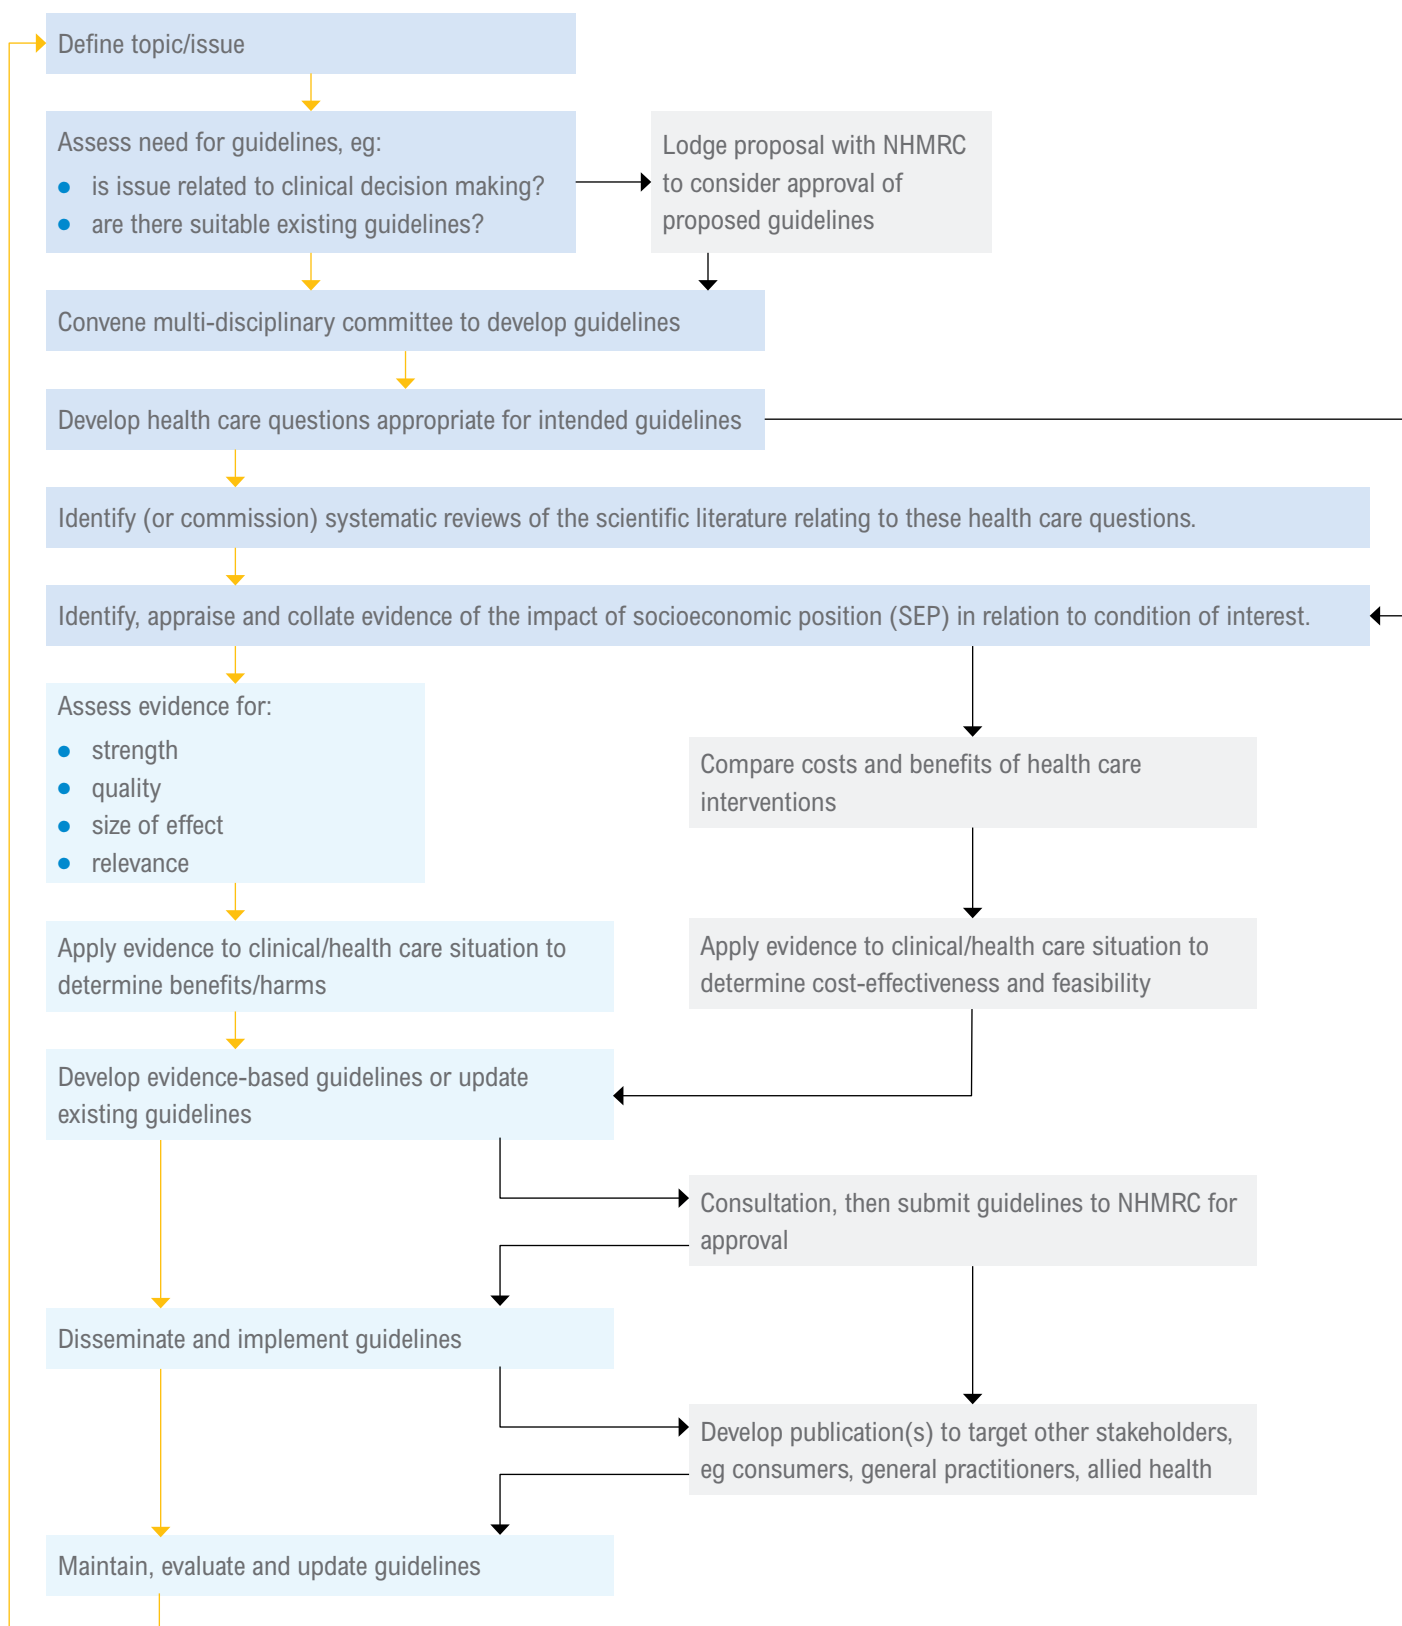 Define topic/issue
Assess need for guidelines, eg:
● is issue related to clinical decision making?
● are there suitable existing guidelines?
Lodge proposal with NHMRC
to consider approval of
proposed guidelines
Convene multi-disciplinary committee to develop guidelines
Develop health care questions appropriate for intended guidelines
Identify (or commission) systematic reviews of the scientific literature relating to these health care questions.
Identify, appraise and collate evidence of the impact of socioeconomic position (SEP) in relation to condition of interest.
Assess evidence for:
● strength
● quality
● size of effect
● relevance
Compare costs and benefits of health care
interventions
Apply evidence to clinical/health care situation to
determine benefits/harms
Apply evidence to clinical/health care situation to
determine cost-effectiveness and feasibility
Develop evidence-based guidelines or update
existing guidelines
Consultation, then submit guidelines to NHMRC for
approval
Disseminate and implement guidelines
Develop publication(s) to target other stakeholders,
eg consumers, general practitioners, allied health
Maintain, evaluate and update guidelines